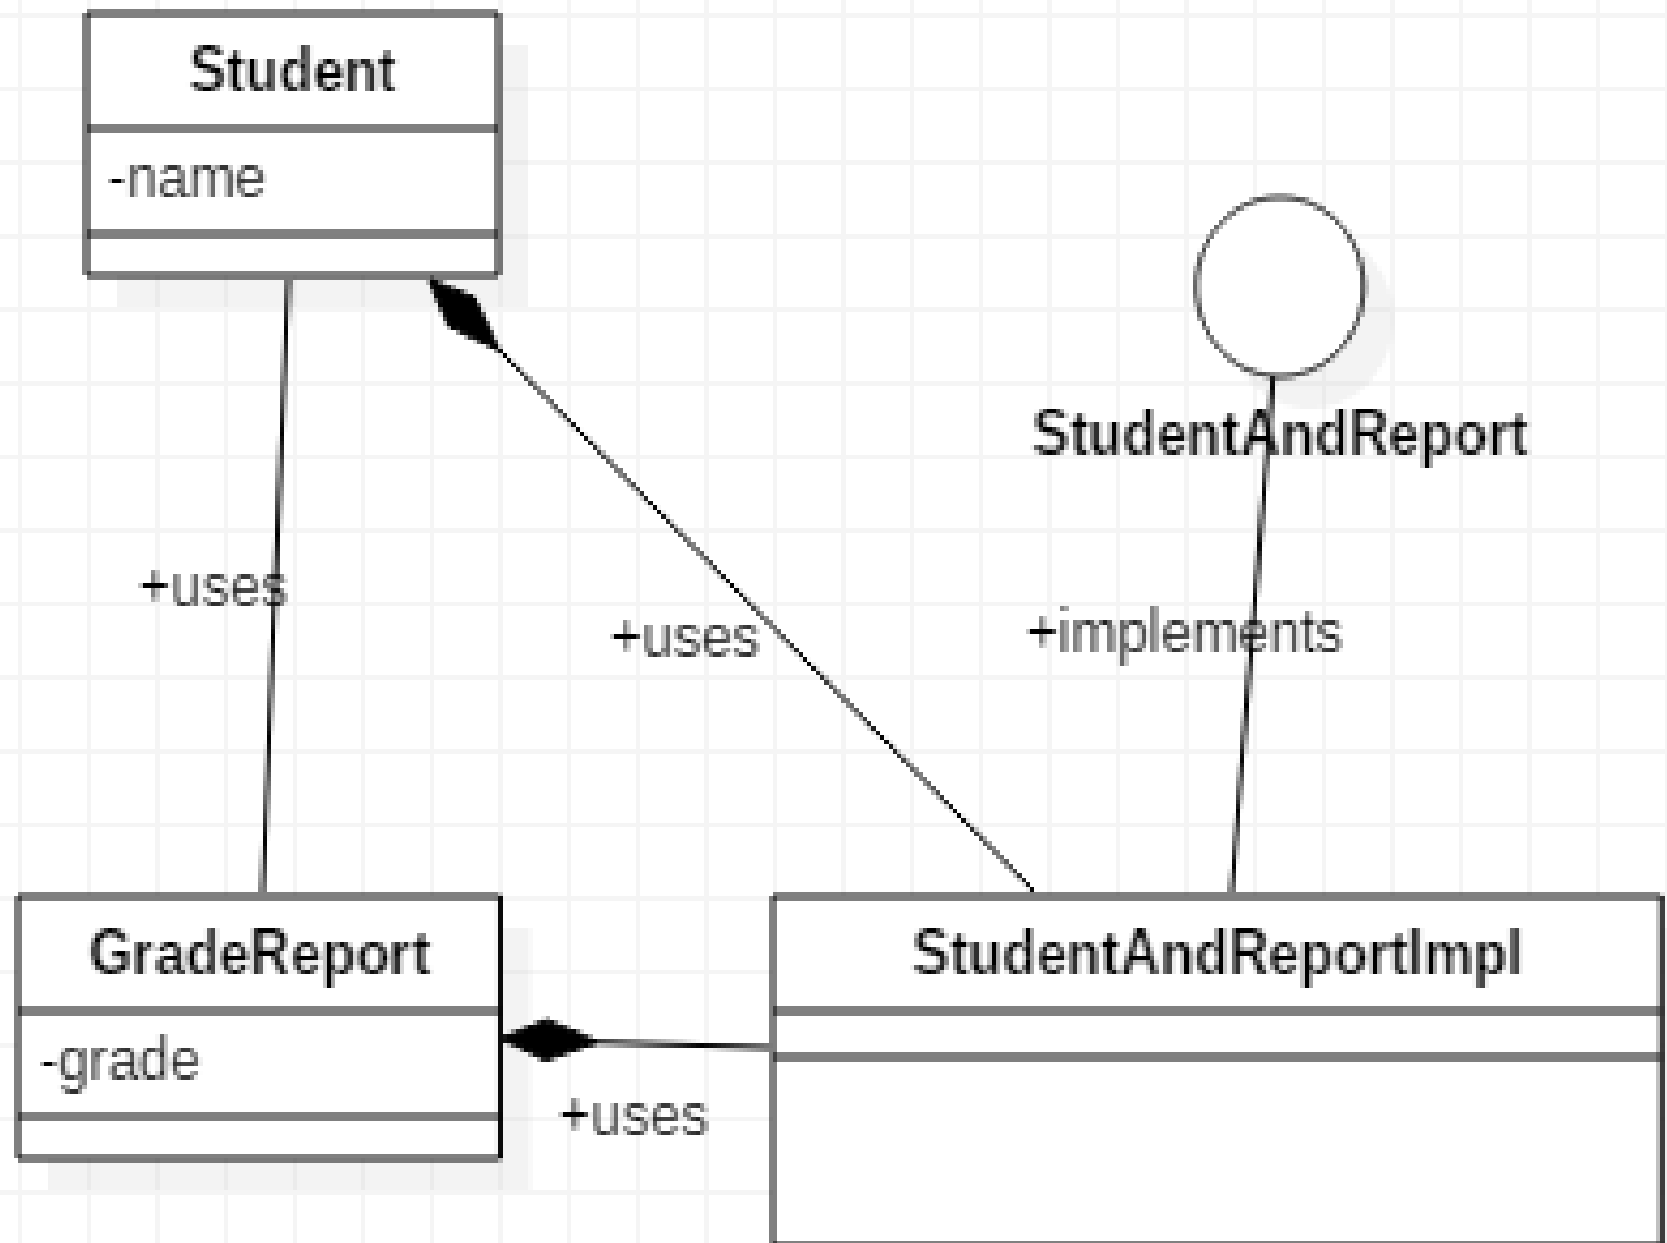 Student
-name
StudentAndReport
+uses
+uses
+implements
GradeReport
-grade
+uses
StudentAndReportImpl